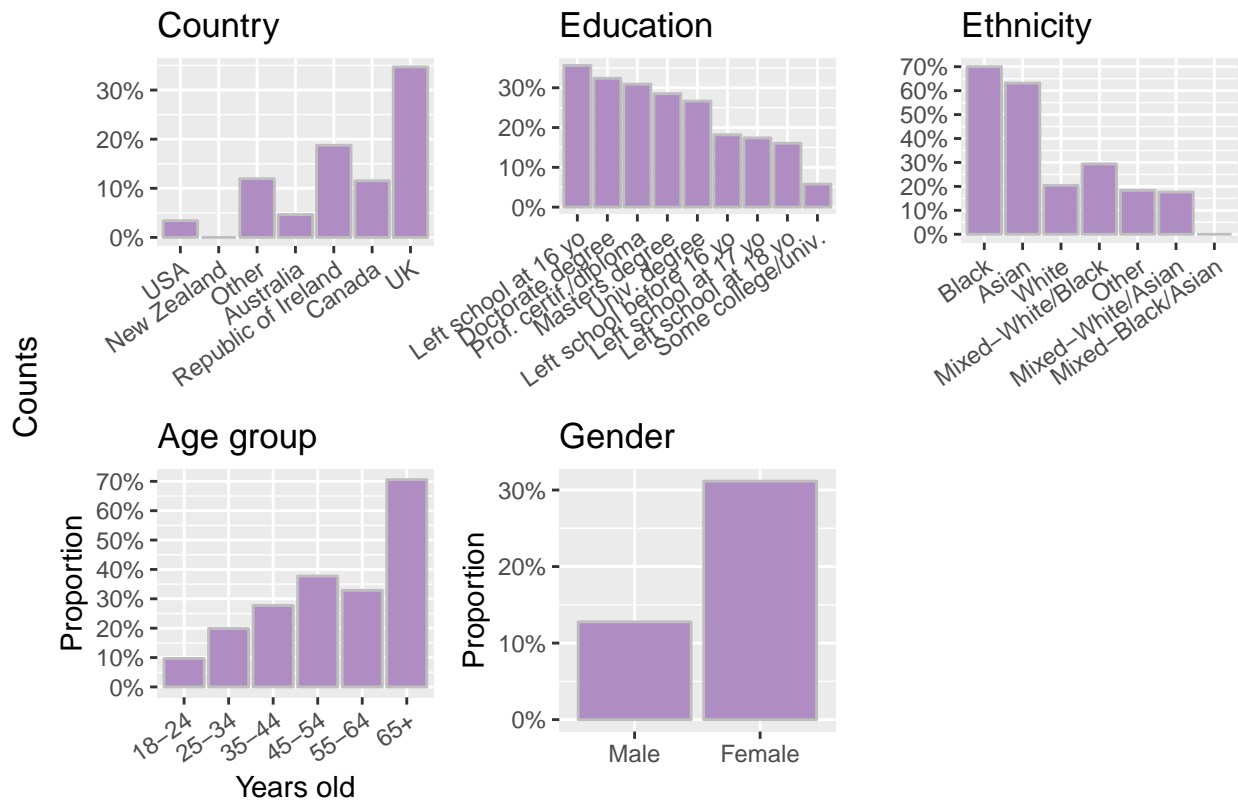 Country
30%
20%
10%
0%
USA
New Zealand
Other
Australia
Republic of Ireland
Canada
UK
Education
30%
20%
10%
0%
Left school at 16 yo
Doctorate degree
Prof. certif./diploma
Masters degree
Univ. degree
Left school before 16 yo
Left school at 17 yo
Left school at 18 yo
Some college/univ.
Ethnicity
70%
60%
50%
40%
30%
20%
10%
0%
Black
Asian
White
Mixed−White/Black
Other
Mixed−White/Asian
Mixed−Black/Asian
Counts
Age group
Proportion
70%
60%
50%
40%
30%
20%
10%
0%
18−24
25−34
35−44
45−54
55−64
65+
Years old
Gender
Proportion
30%
20%
10%
0%
Male
Female